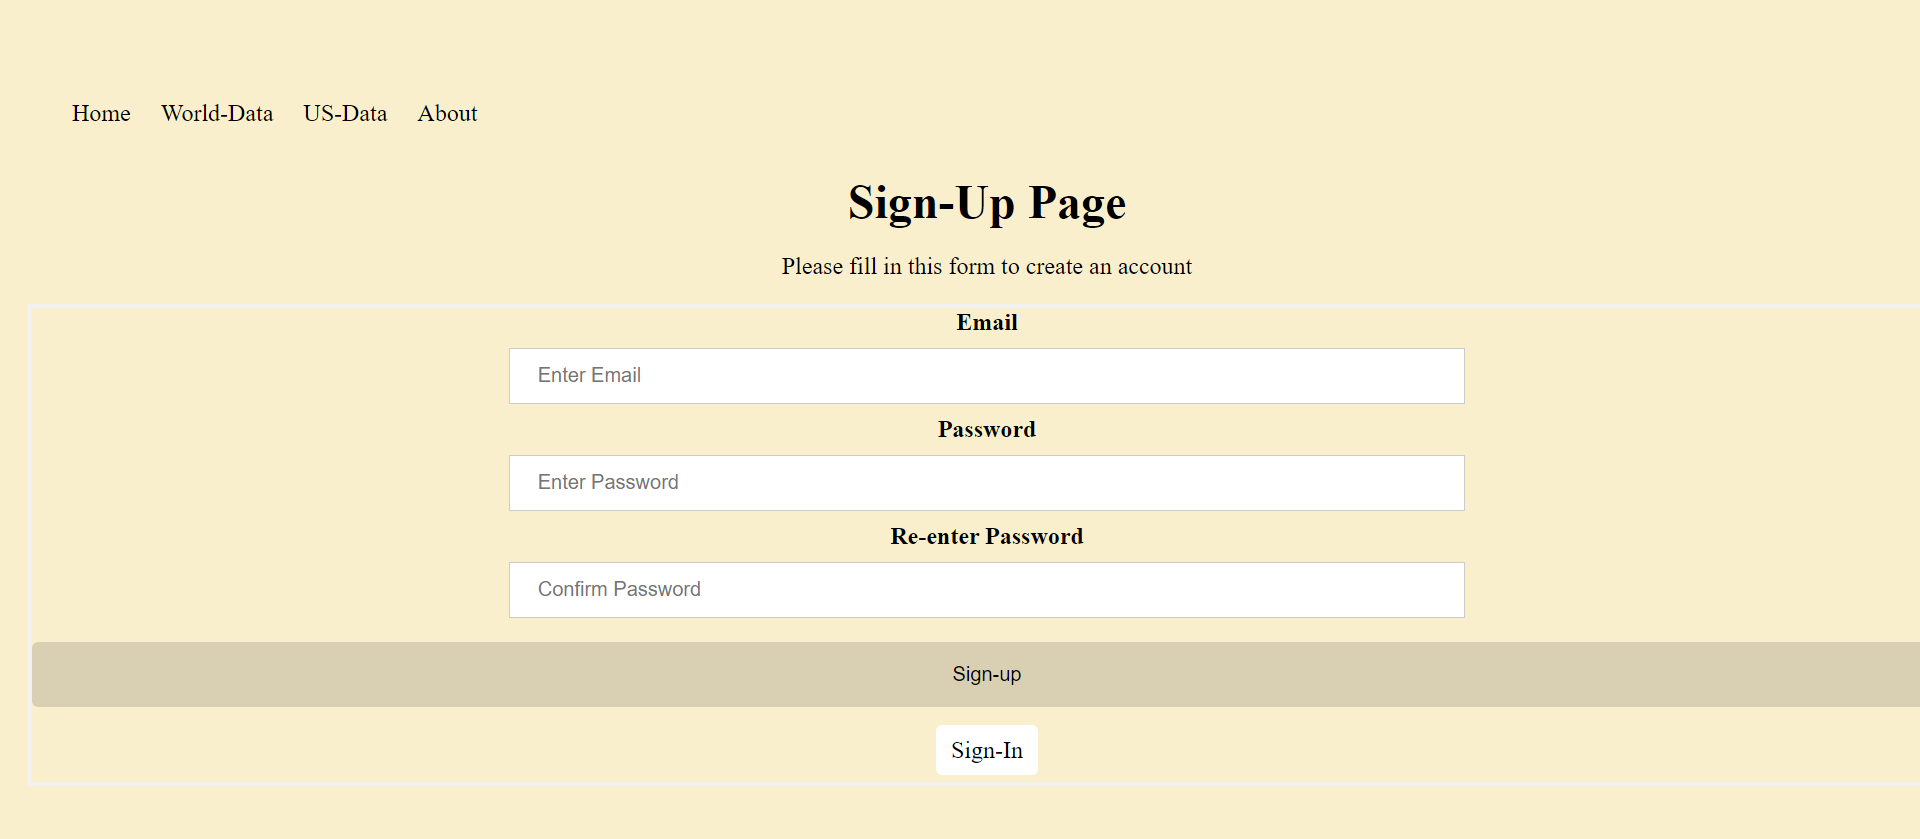 Home World-Data US-Data About
Sign-Up Page
Please fill in this form to create an account
Email
Enter Email
Password
Enter Password
Re-enter Password
Confirm Password
Sign-up
Sign-In